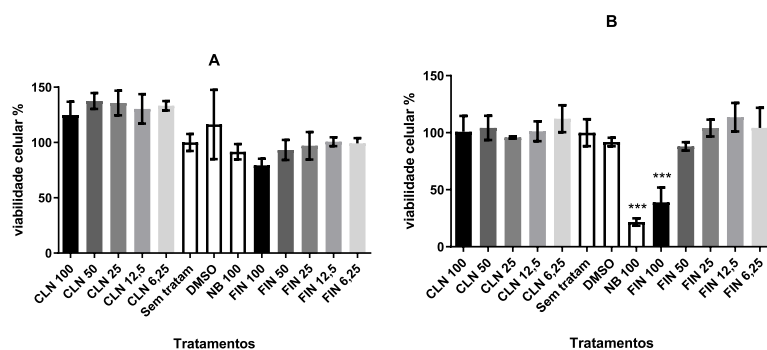 A
viabilidade celular %
150
100
50
0
CLN 100
CLN 50
CLN 25
CLN 12,5
CLN 6,25
Sem tratam
DMSO
NB 100
FIN 100
FIN 50
FIN 25
FIN 12,5
FIN 6,25
Tratamentos
B
viabilidade celular %
150
100
50
0
***
***
CLN 100
CLN 50
CLN 25
CLN 12,5
CLN 6,25
Sem tratam
DMSO
NB 100
FIN 100
FIN 50
FIN 25
FIN 12,5
FIN 6,25
Tratamentos